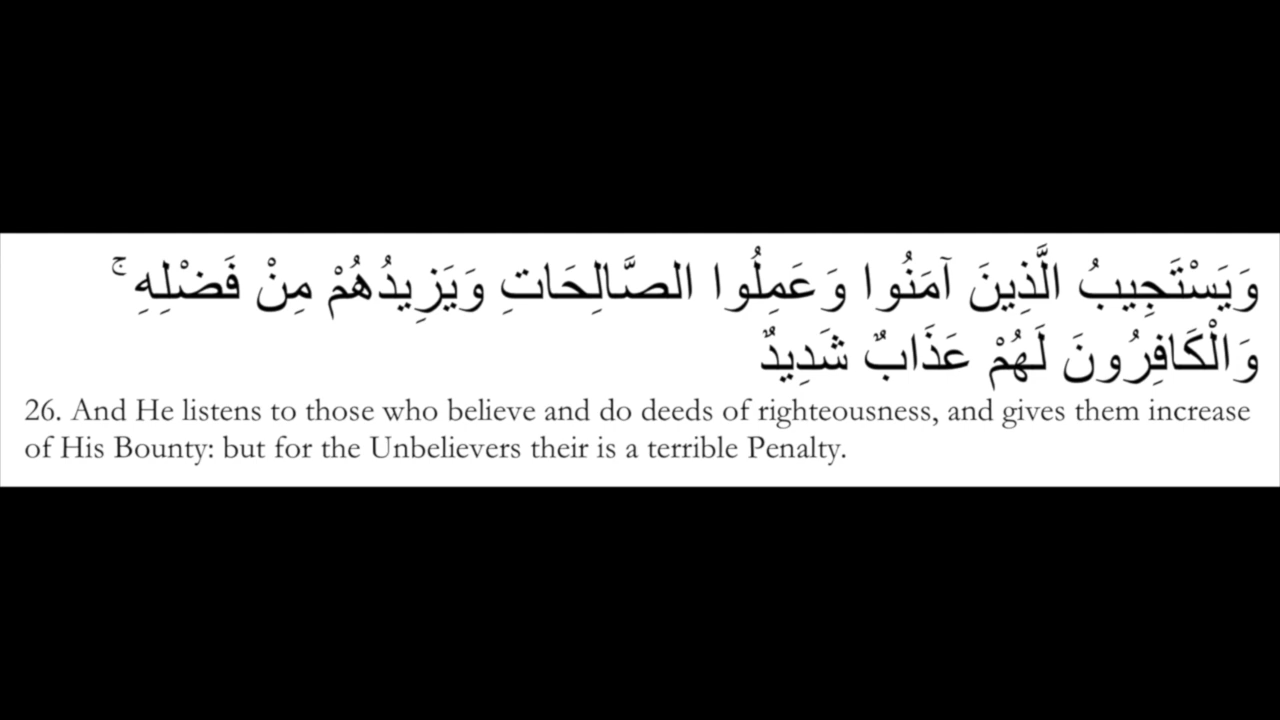 وَيَسْتَجِيبُ الَّذِينَ آمَنُوا وَعَمِلُوا الصَّالِحَاتِ وَيَزِيدُهُمْ مِنْ فَضْلِهِ ۚ
وَالْكَافِرُونَ لَهُمْ عَذَابٌ شَدِيدٌ
26. And He listens to those who believe and do deeds of righteousness, and gives them increase
of His Bounty: but for the Unbelievers their is a terrible Penalty.